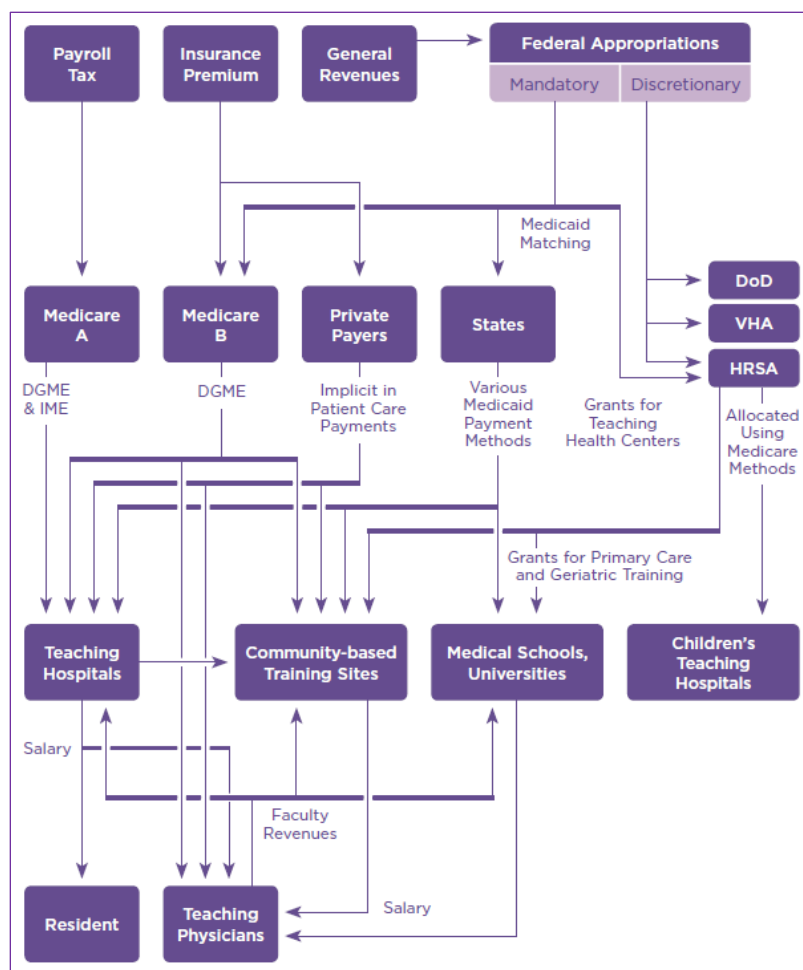 Payroll
Tax
Insurance
Premium
General
Revenues
Federal Appropriations
Mandatory
Discretionary
Medicaid
Matching
Medicare
A
Medicare
B
Private
Payers
States
DoD
VHA
HRSA
DGME
& IME
DGME
Implicit in
Patient Care
Payments
Various
Medicaid
Payment
Methods
Grants for
Teaching
Health Centers
Allocated
Using
Medicare
Methods
Grants for Primary Care
and Geriatric Training
Teaching
Hospitals
Community-based
Training Sites
Medical Schools,
Universities
Children’s
Teaching
Hospitals
Salary
Faculty
Revenues
Resident
Teaching
Physicians
Salary